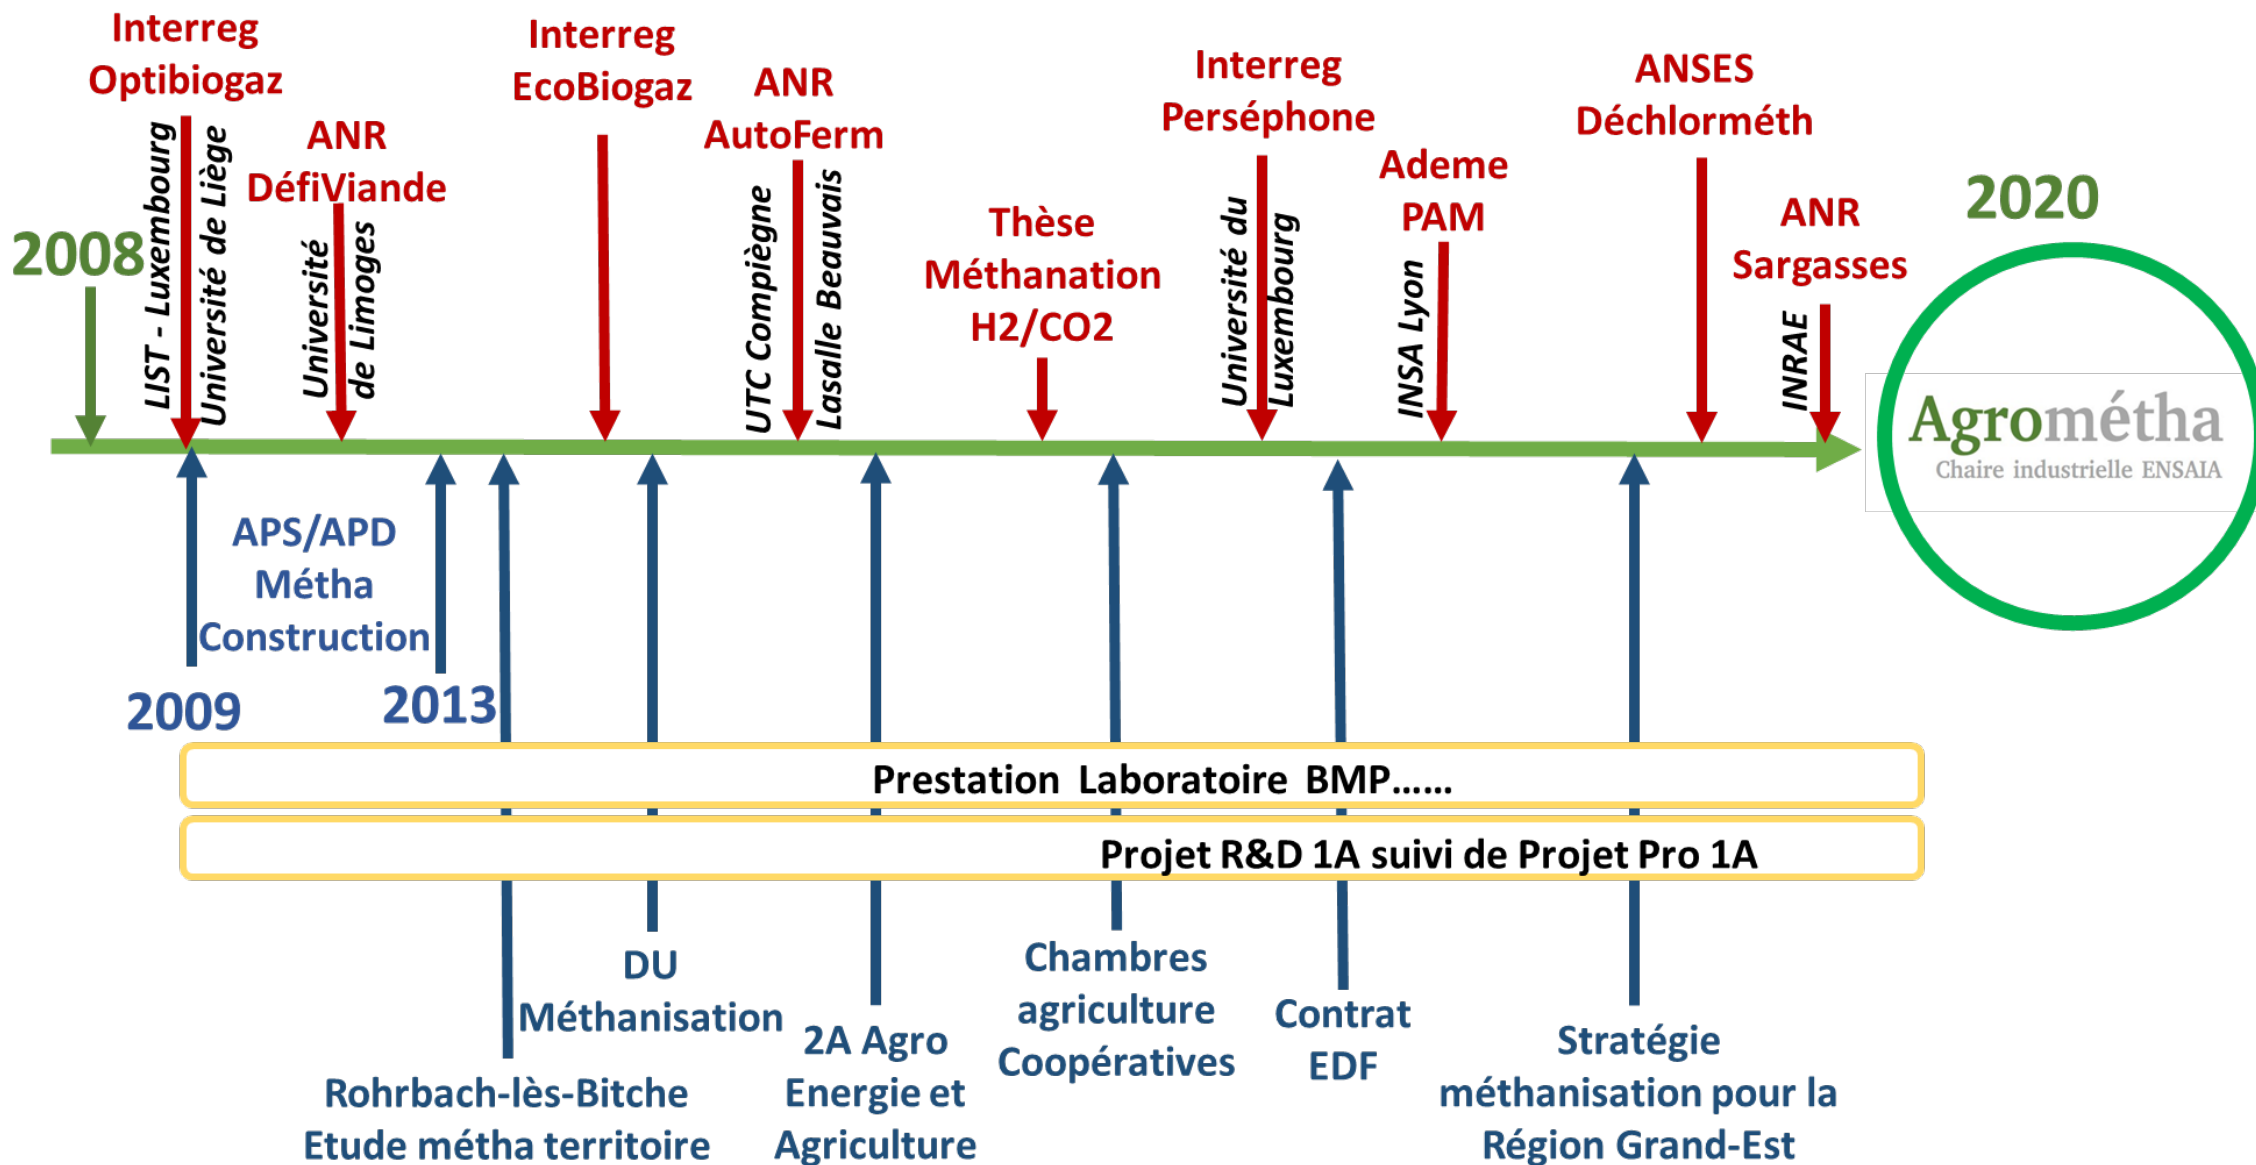 Interreg
Optibiogaz
LIST - Luxembourg
Université de Liège
ANR
DéfiViande
Université
de Limoges
Interreg
EcoBiogaz
ANR
AutoFerm
UTC Compiègne
Lasalle Beauvais
Thèse
Méthanation
H2/CO2
Interreg
Perséphone
Université du
Luxembourg
Ademe
PAM
INSA Lyon
ANSES
Déchlorméth
ANR
Sargasses
INRAE
2008
2020
Agrométha
Chaire industrielle ENSAIA
APS/APD
Métha
Construction
2009
2013
Prestation Laboratoire BMP......
Projet R&D 1A suivi de Projet Pro 1A
Rohrbach-lès-Bitche
Etude métha territoire
DU
Méthanisation
2A Agro
Energie et
Agriculture
Chambres
agriculture
Coopératives
Contrat
EDF
Stratégie
méthanisation pour la
Région Grand-Est